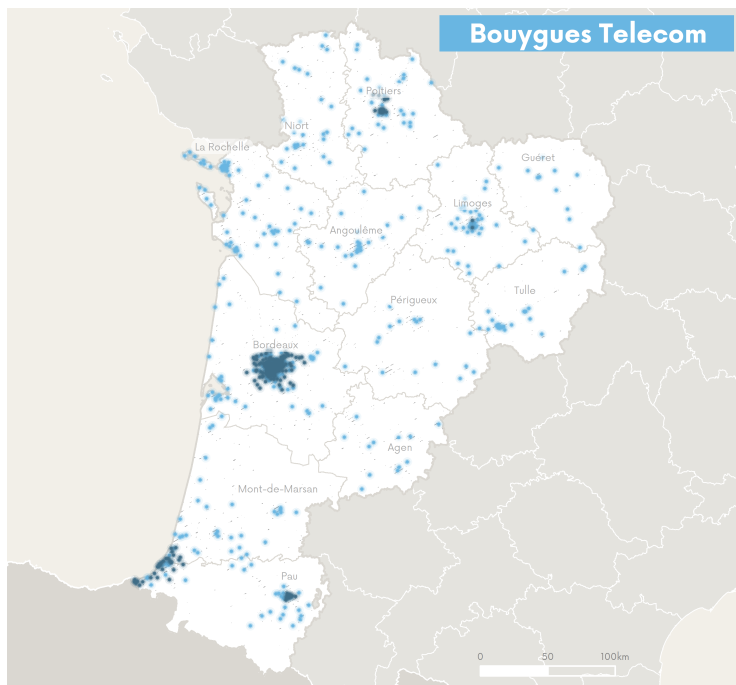 Bouygues Telecom
Poitiers
Niort
La Rochelle
Guéret
Limoges
Angoulême
Tulle
Périgueux
Bordeaux
Agen
Mont-de-Marsan
Pau
0 50 100km